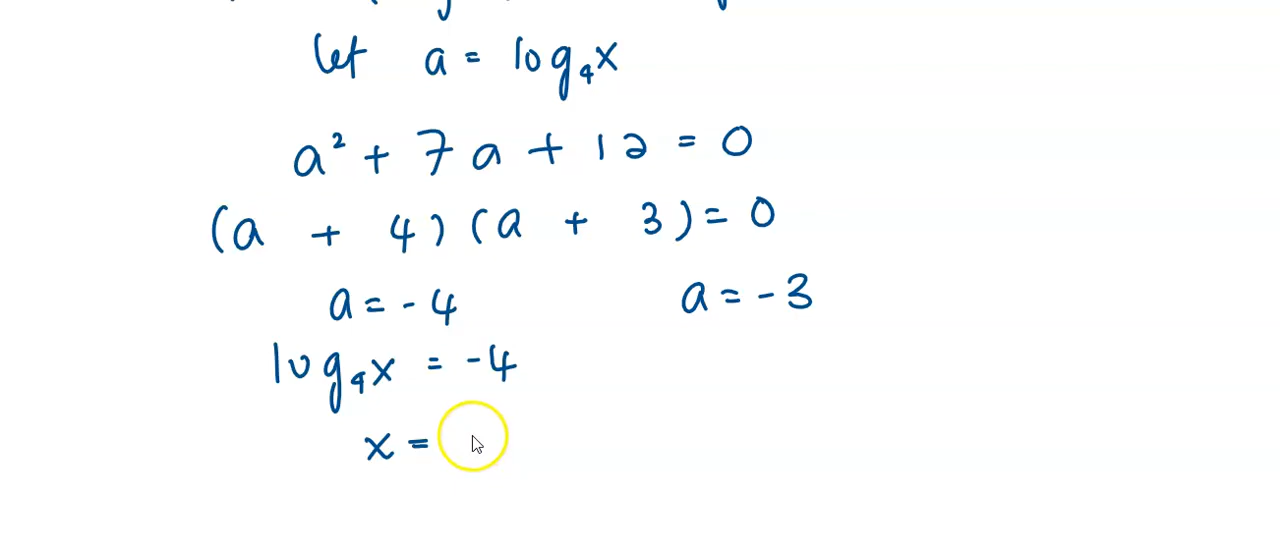 let a = log₄x
a² + 7a + 12 = 0
(a + 4)(a + 3) = 0
a = -4 a = -3
log₄x = -4
x =